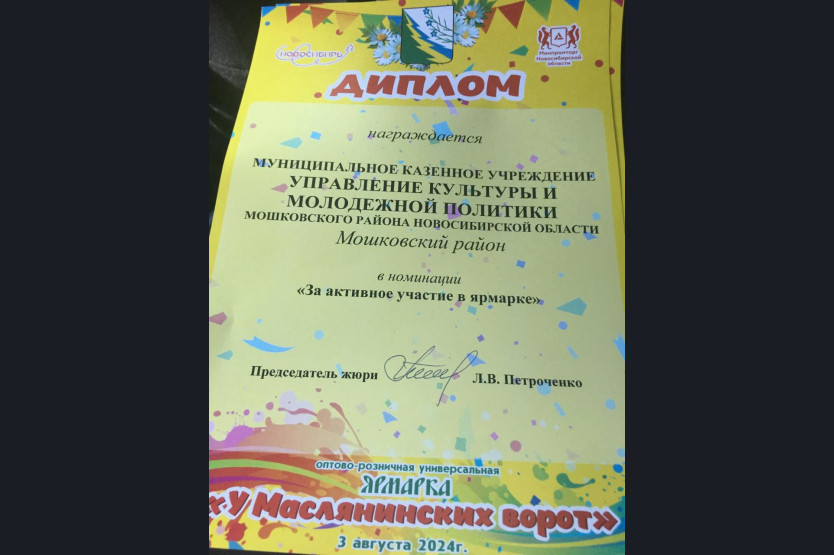 НОВОСИБИРЬ
Минпромторг
Новосибирской
области
ДИПЛОМ
награждается
МУНИЦИПАЛЬНОЕ КАЗЕННОЕ УЧРЕЖДЕНИЕ
УПРАВЛЕНИЕ КУЛЬТУРЫ И
МОЛОДЕЖНОЙ ПОЛИТИКИ
МОШКОВСКОГО РАЙОНА НОВОСИБИРСКОЙ ОБЛАСТИ
Мошковский район
в номинации
«За активное участие в ярмарке»
Председатель жюри
Л.В. Петроченко
оптово-розничная универсальная
ЯРМАРКА
«У Маслянинских ворот»
3 августа 2024г.